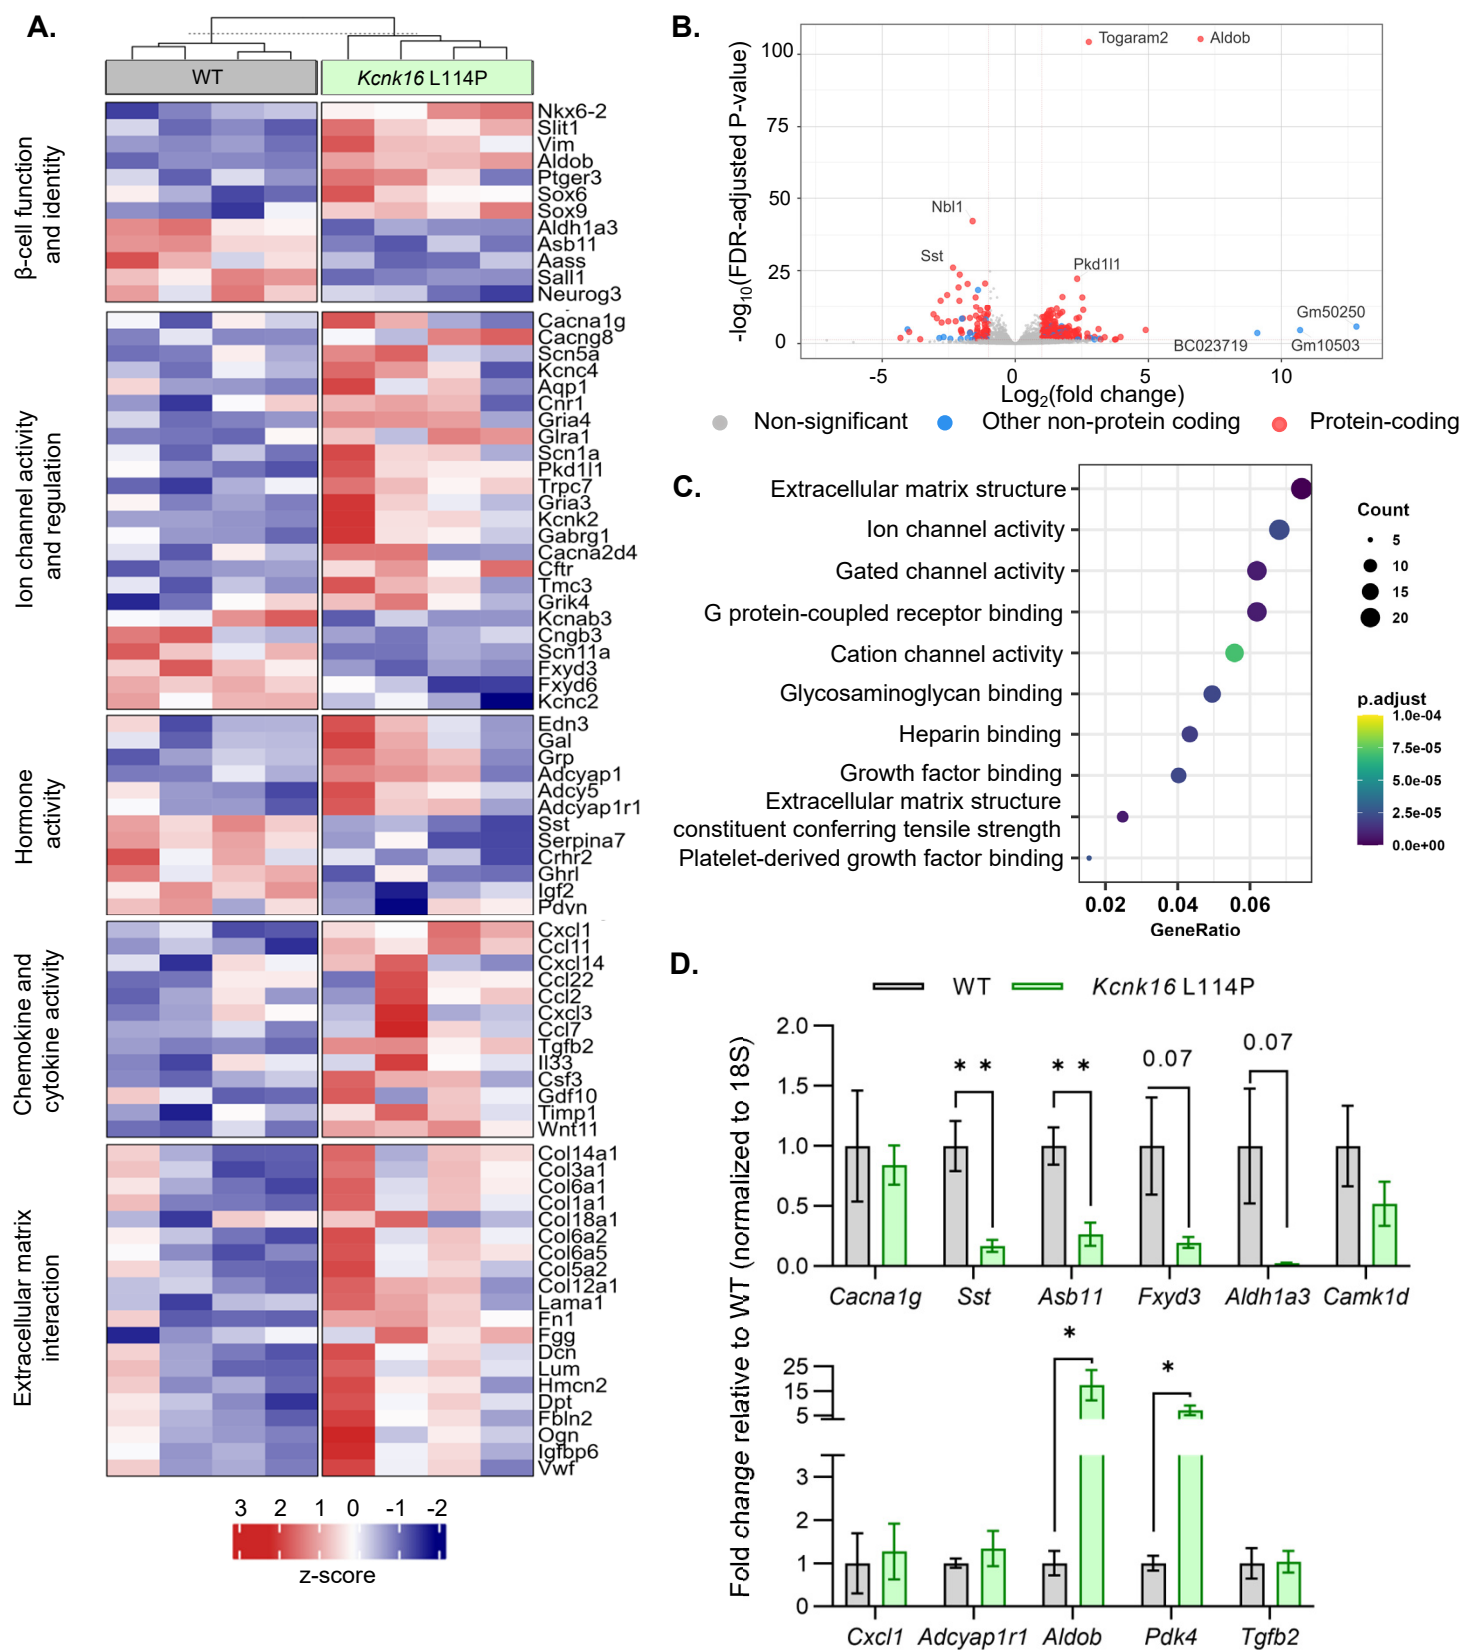 A.
WT
Kcnk16 L114P
β-cell function
and identity
Nkx6-2
Slit1
Vim
Aldob
Ptger3
Sox6
Sox9
Aldh1a3
Asb11
Aass
Sall1
Neurog3
Ion channel activity
and regulation
Cacna1g
Cacng8
Scn5a
Kcnc4
Aqp1
Cnr1
Gria4
Glra1
Scn1a
Pkd1l1
Trpc7
Gria3
Kcnk2
Gabrg1
Cacna2d4
Cftr
Tmc3
Grik4
Kcnab3
Cngb3
Scn11a
Fxyd3
Fxyd6
Kcnc2
Hormone
activity
Edn3
Gal
Grp
Adcyap1
Adcy5
Adcyap1r1
Sst
Serpina7
Crhr2
Ghrl
Igf2
Pdyn
Chemokine and
cytokine activity
Cxcl1
Ccl11
Cxcl14
Ccl22
Ccl2
Cxcl3
Ccl7
Tgfb2
Il33
Csf3
Gdf10
Timp1
Wnt11
Extracellular matrix
interaction
Col14a1
Col3a1
Col6a1
Col1a1
Col18a1
Col6a2
Col6a5
Col5a2
Col12a1
Lama1
Fn1
Fgg
Dcn
Lum
Hmcn2
Dpt
Fbln2
Ogn
Igfbp6
Vwf
3 2 1 0 -1 -2
z-score
B.
-log10(FDR-adjusted P-value)
100
75
50
25
0
Togaram2
Aldob
Nbl1
Sst
Pkd1l1
Gm50250
BC023719
Gm10503
-5 0 5 10
Log2(fold change)
Non-significant
Other non-protein coding
Protein-coding
C.
Extracellular matrix structure
Ion channel activity
Gated channel activity
G protein-coupled receptor binding
Cation channel activity
Glycosaminoglycan binding
Heparin binding
Growth factor binding
Extracellular matrix structure
constituent conferring tensile strength
Platelet-derived growth factor binding
0.02 0.04 0.06
GeneRatio
Count
5
10
15
20
p.adjust
1.0e-04
7.5e-05
5.0e-05
2.5e-05
0.0e+00
D.
WT
Kcnk16 L114P
Fold change relative to WT (normalized to 18S)
2.0
1.5
1.0
0.5
0.0
* *
* *
0.07
0.07
Cacna1g Sst Asb11 Fxyd3 Aldh1a3 Camk1d
25
15
5
3
2
1
0
*
*
Cxcl1 Adcyap1r1 Aldob Pdk4 Tgfb2